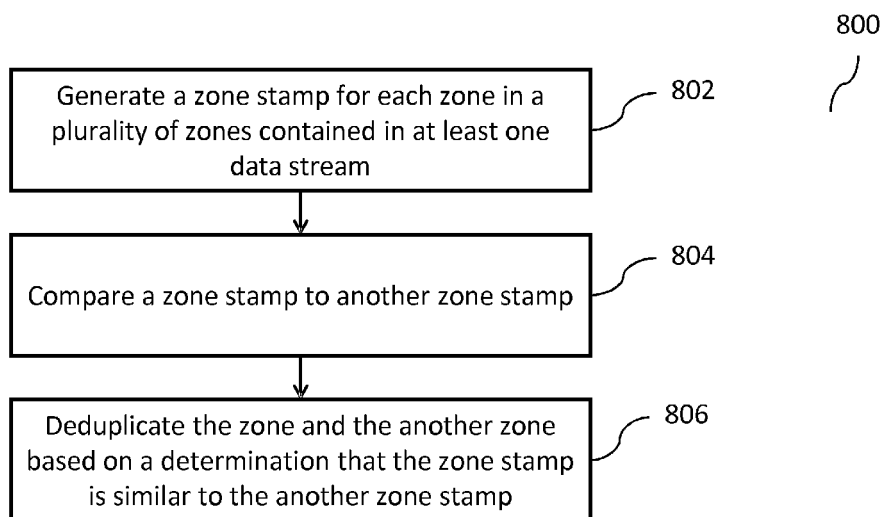 800
Generate a zone stamp for each zone in a
plurality of zones contained in at least one
data stream
802
Compare a zone stamp to another zone stamp
804
Deduplicate the zone and the another zone
based on a determination that the zone stamp
is similar to the another zone stamp
806